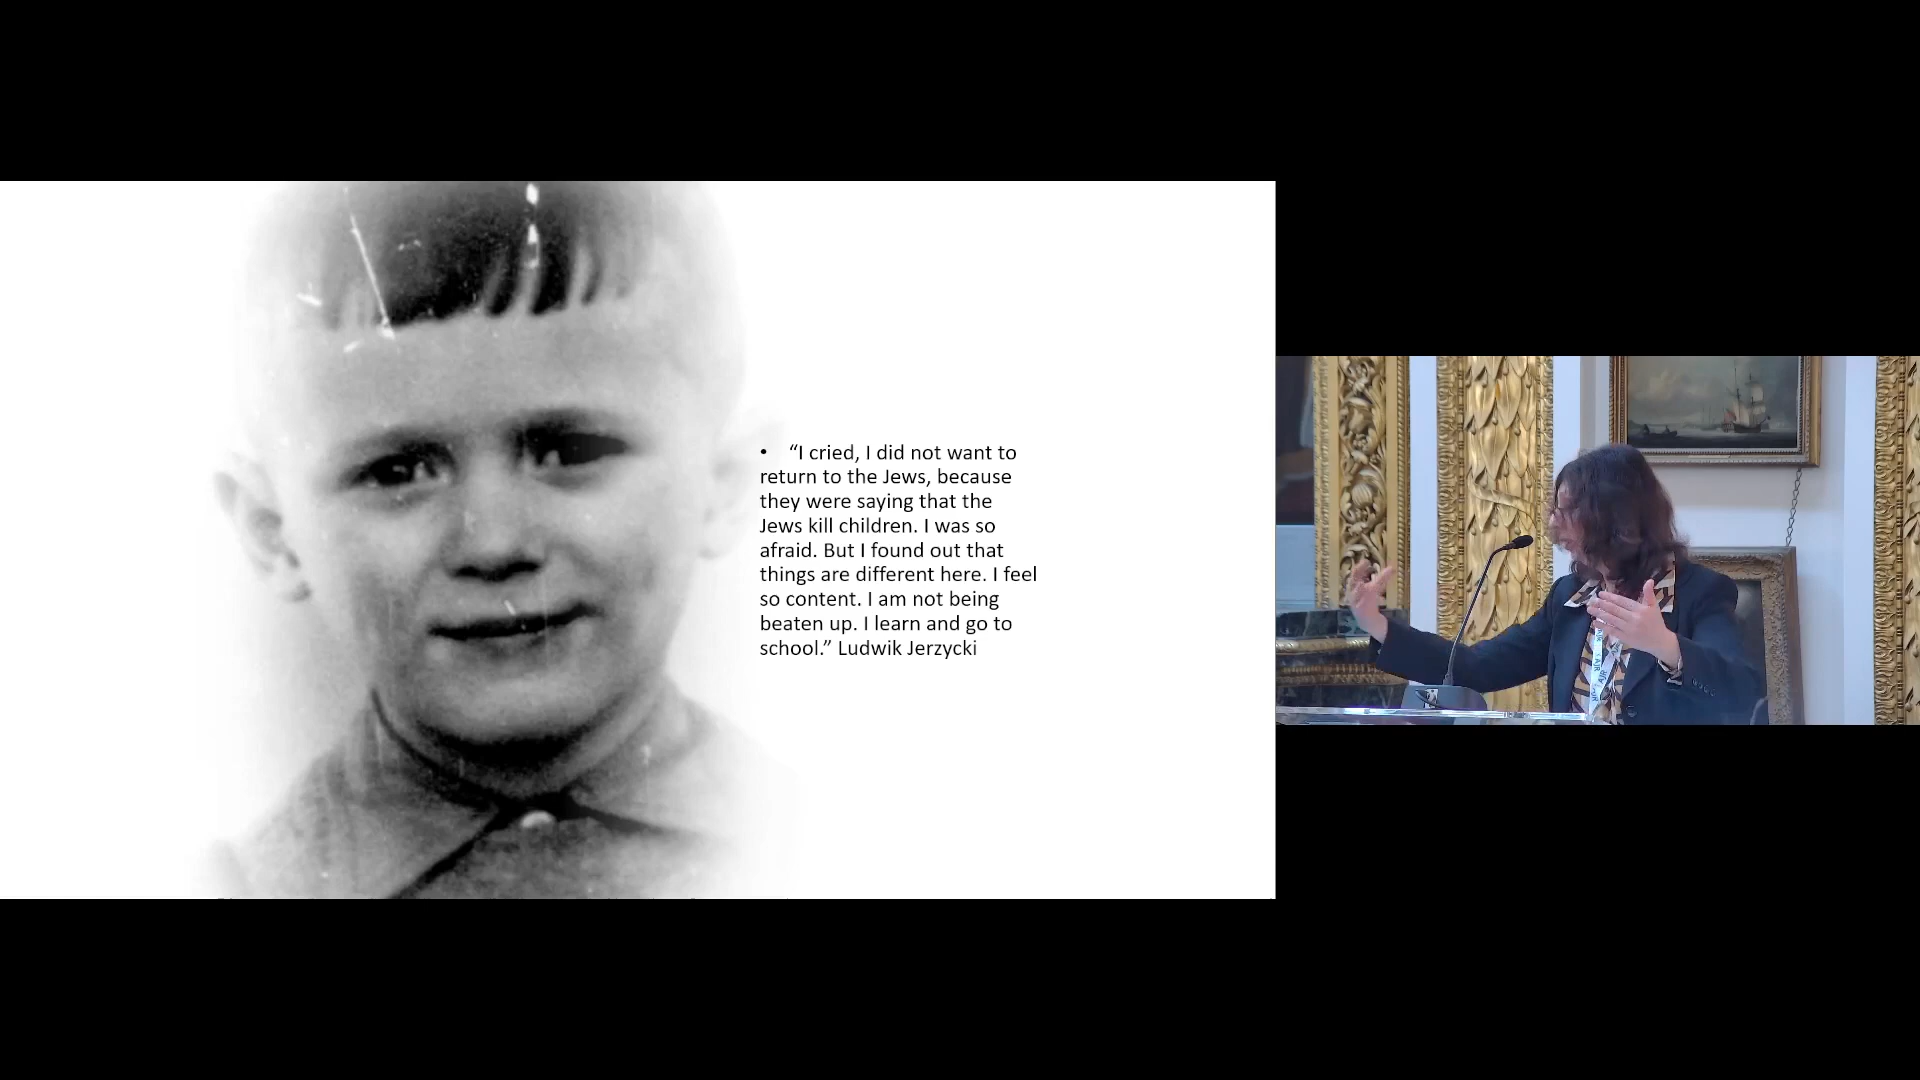 • “I cried, I did not want to
return to the Jews, because
they were saying that the
Jews kill children. I was so
afraid. But I found out that
things are different here. I feel
so content. I am not being
beaten up. I learn and go to
school.” Ludwik Jerzycki
AJR
AJR